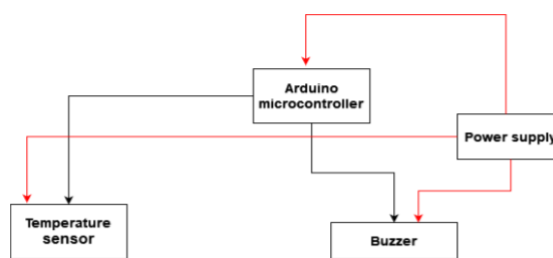 Arduino
microcontroller
Power supply
Temperature
sensor
Buzzer